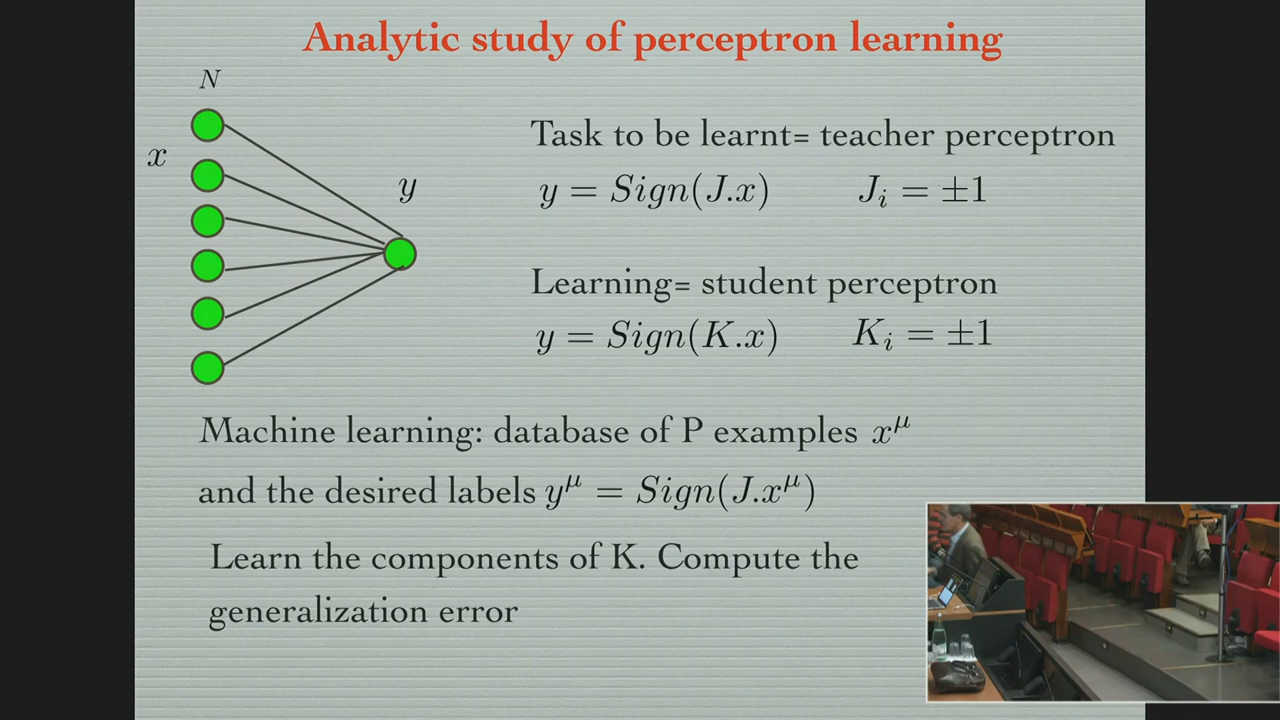 Analytic study of perceptron learning
N
x
y
Task to be learnt= teacher perceptron
y = Sign(J.x) J_i = ±1
Learning= student perceptron
y = Sign(K.x) K_i = ±1
Machine learning: database of P examples x^μ
and the desired labels y^μ = Sign(J.x^μ)
Learn the components of K. Compute the
generalization error